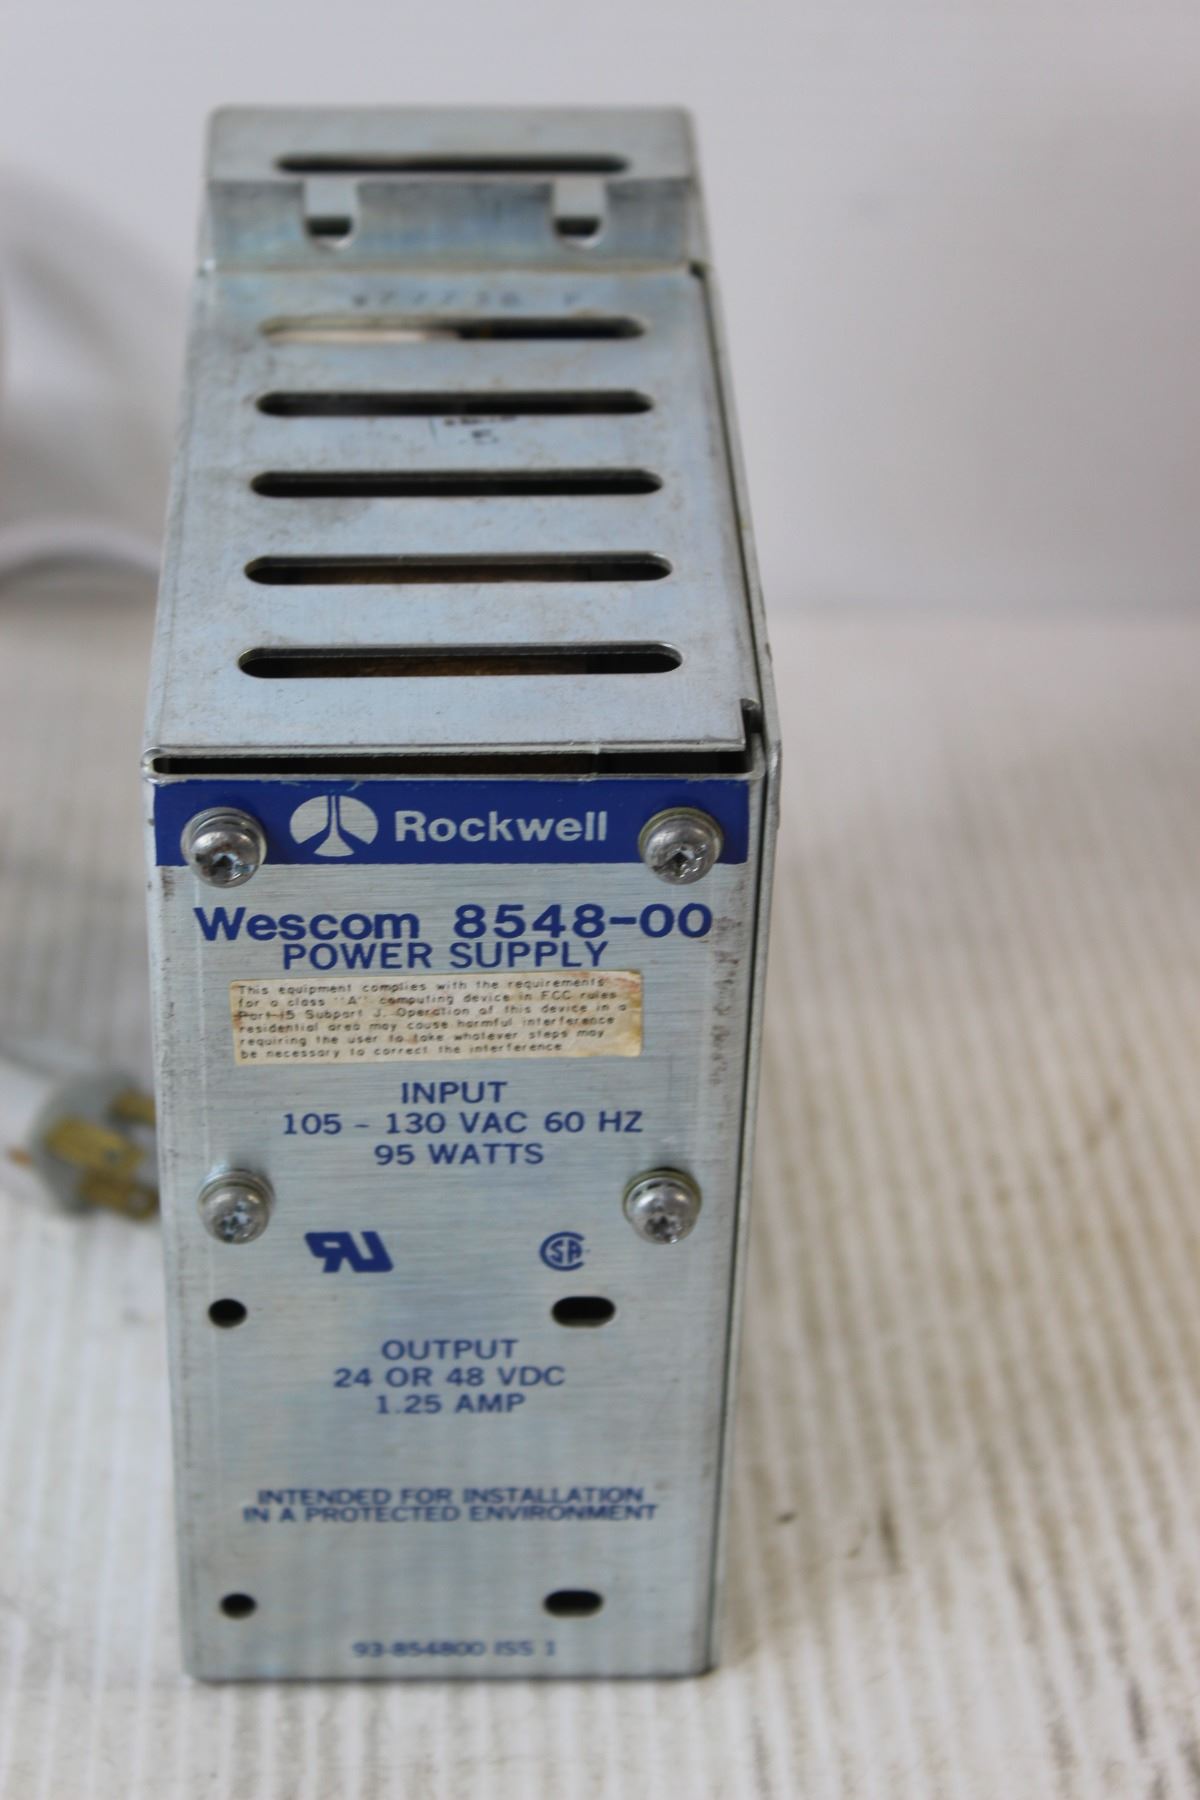 Rockwell
Wescom 8548-00
POWER SUPPLY
This equipment complies with the requirements
for a class "A" computing device in FCC rules
Part 15 Subpart J. Operation of this device in a
residential area may cause harmful interference
requiring the user to take whatever steps may
be necessary to correct the interference
INPUT
105 - 130 VAC 60 HZ
95 WATTS
OUTPUT
24 OR 48 VDC
1.25 AMP
INTENDED FOR INSTALLATION
IN A PROTECTED ENVIRONMENT
93-854800 ISS 1